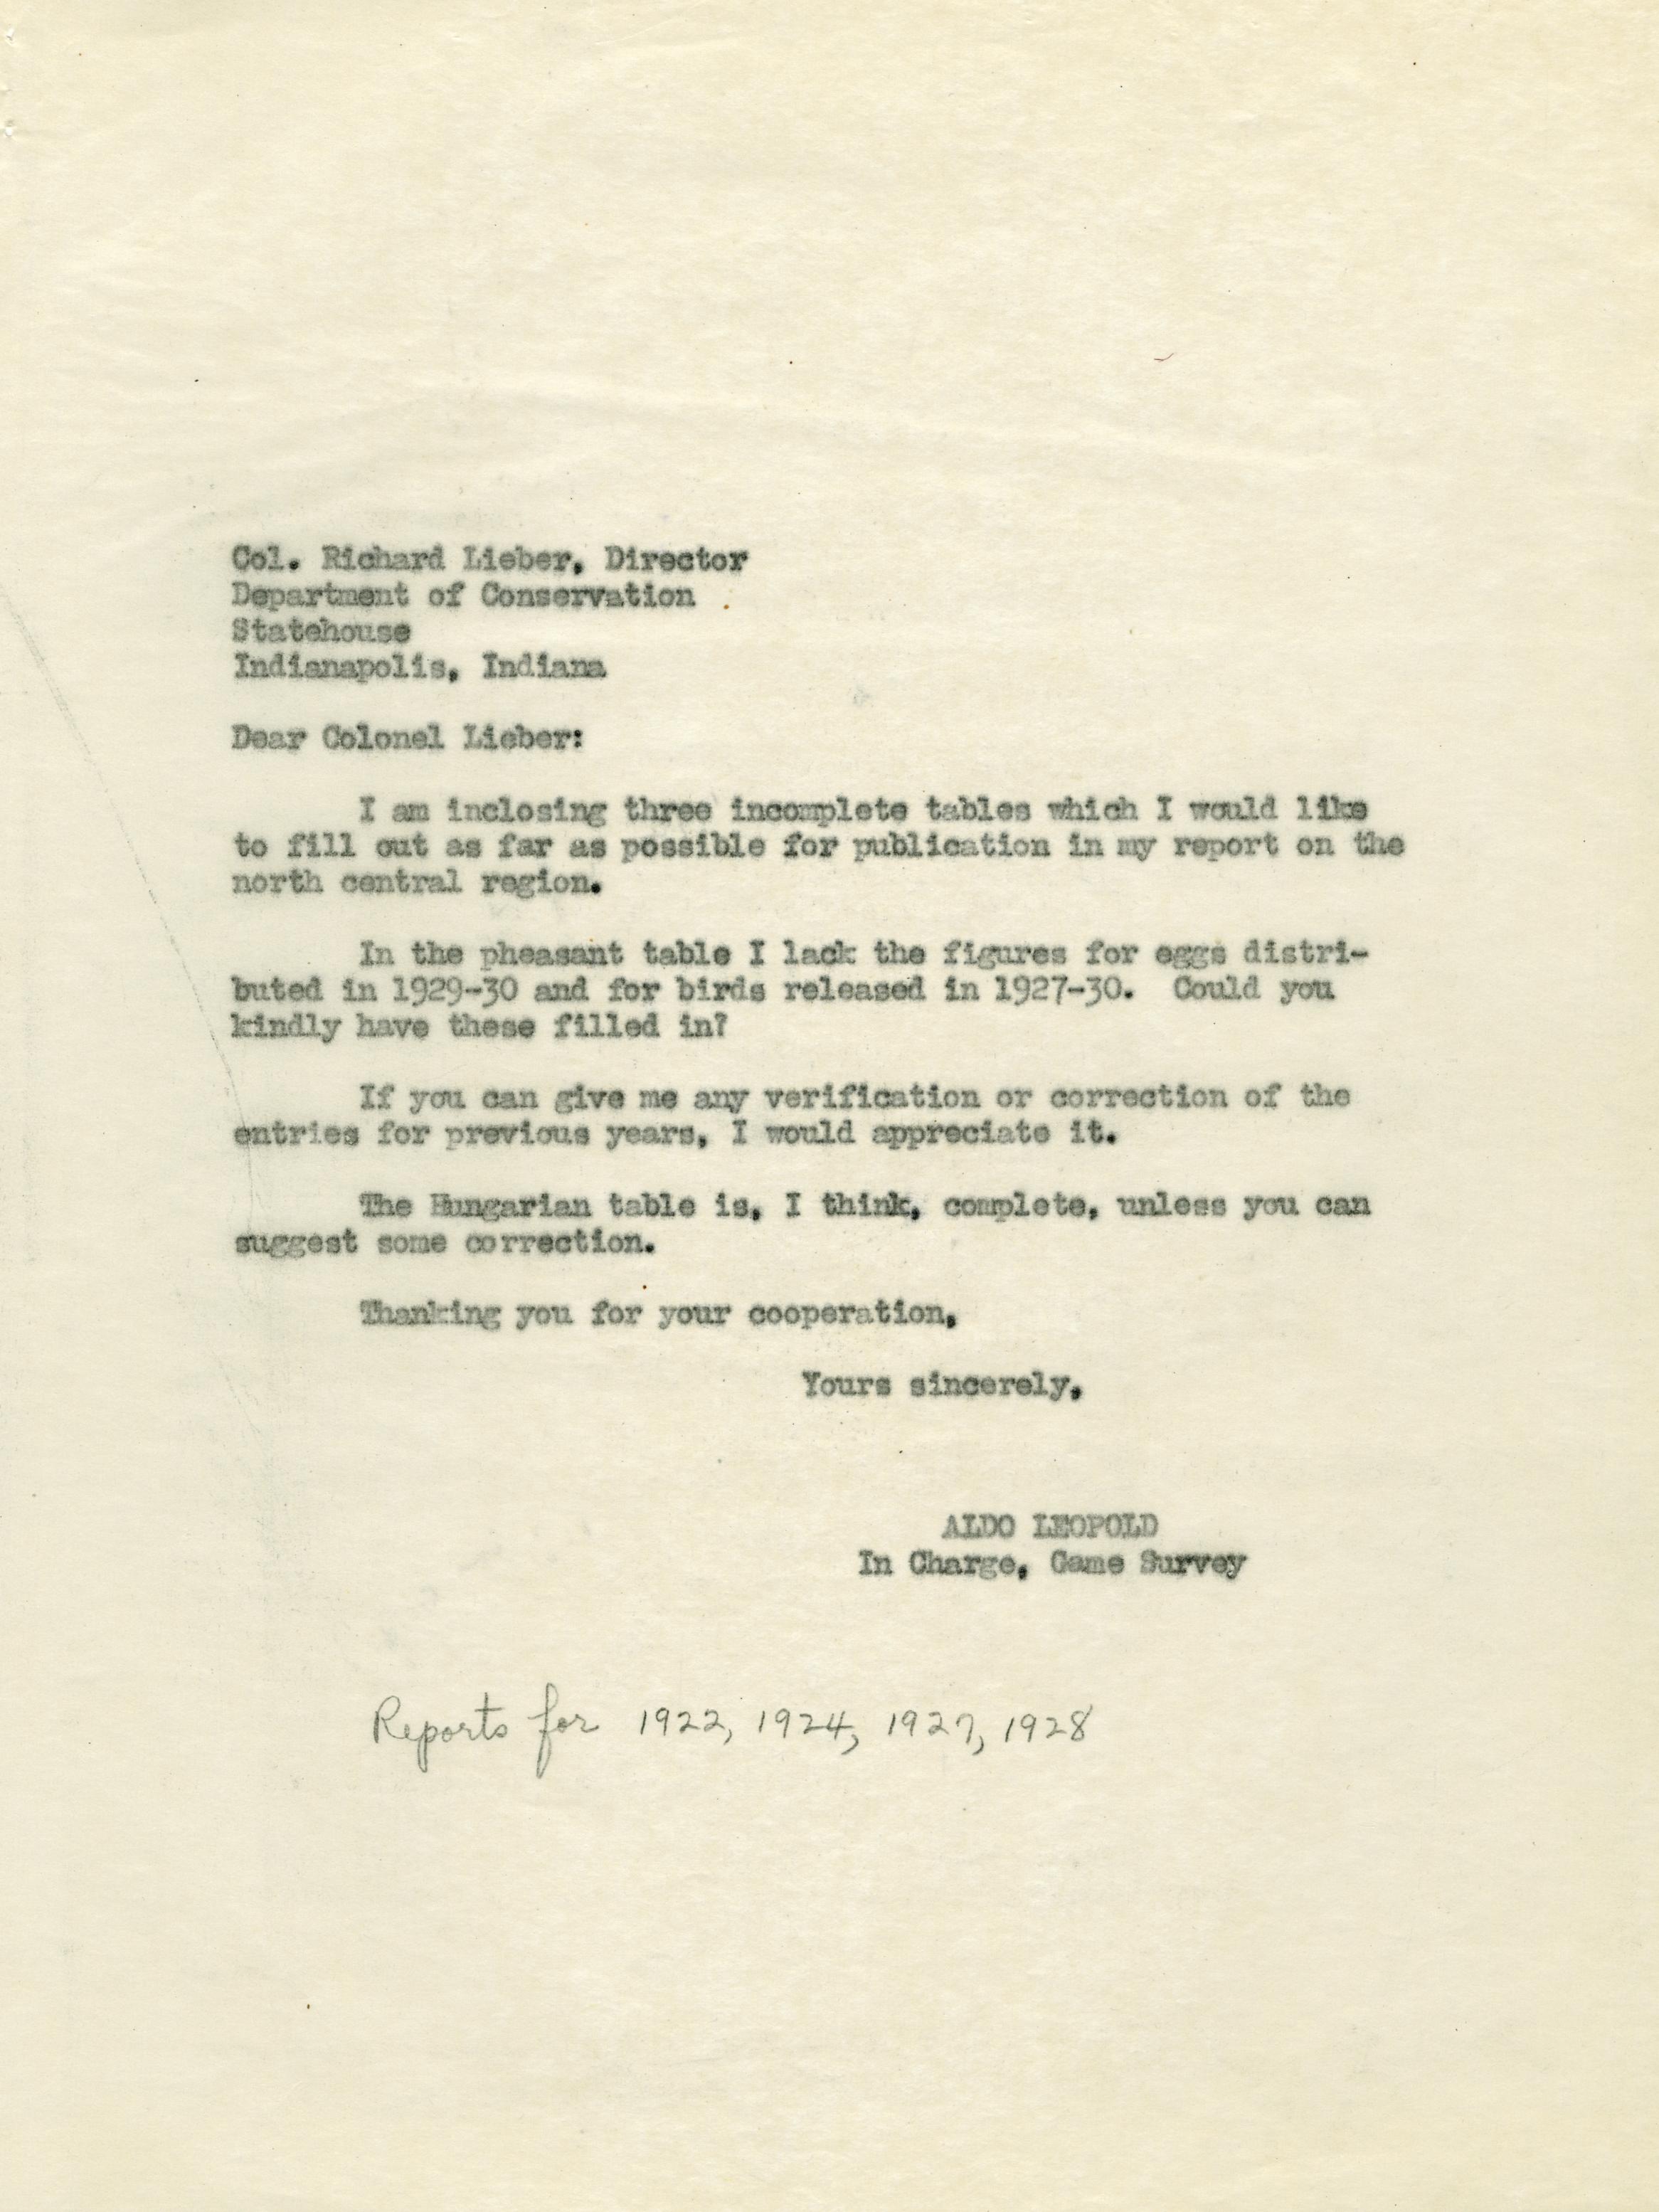 Col. Richard Lieber, Director
Department of Conservation
Statehouse
Indianapolis, Indiana
Dear Colonel Lieber:
I am inclosing three incomplete tables which I would like
to fill out as far as possible for publication in my report on the
north central region.
In the pheasant table I lack the figures for eggs distri-
buted in 1929-30 and for birds released in 1927-30. Could you
kindly have these filled in?
If you can give me any verification or correction of the
entries for previous years, I would appreciate it.
The Hungarian table is, I think, complete, unless you can
suggest some correction.
Thanking you for your cooperation,
Yours sincerely,
ALDO LEOPOLD
In Charge, Game Survey
Reports for 1922, 1924, 1927, 1928